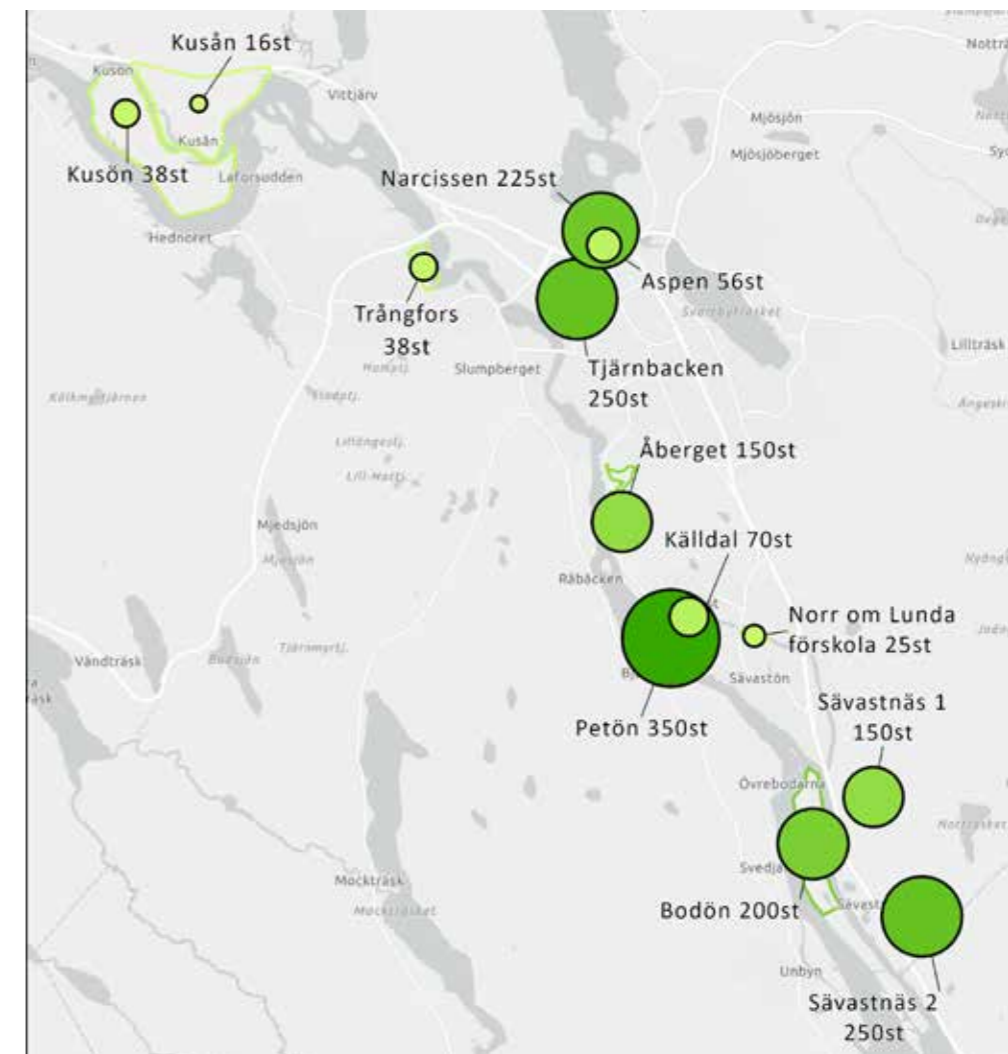 Kusån 16st
Kusön
Vittjärv
Kusån
Kusön 38st
Laforsudden
Hednoret
Narcissen 225st
Mjösjön
Mjösjöberget
Aspen 56st
Trångfors
38st
Slumpberget
Tjärnbacken
250st
Lillträsk
Åberget 150st
Mjedsjön
Källdal 70st
Råbäcken
Norr om Lunda
förskola 25st
Vändträsk
Sävastön
Petön 350st
Sävastnäs 1
150st
Övrebodarna
Svedja
Mockträsk
Mockträsket
Bodön 200st
Unbyn
Sävastnäs 2
250st